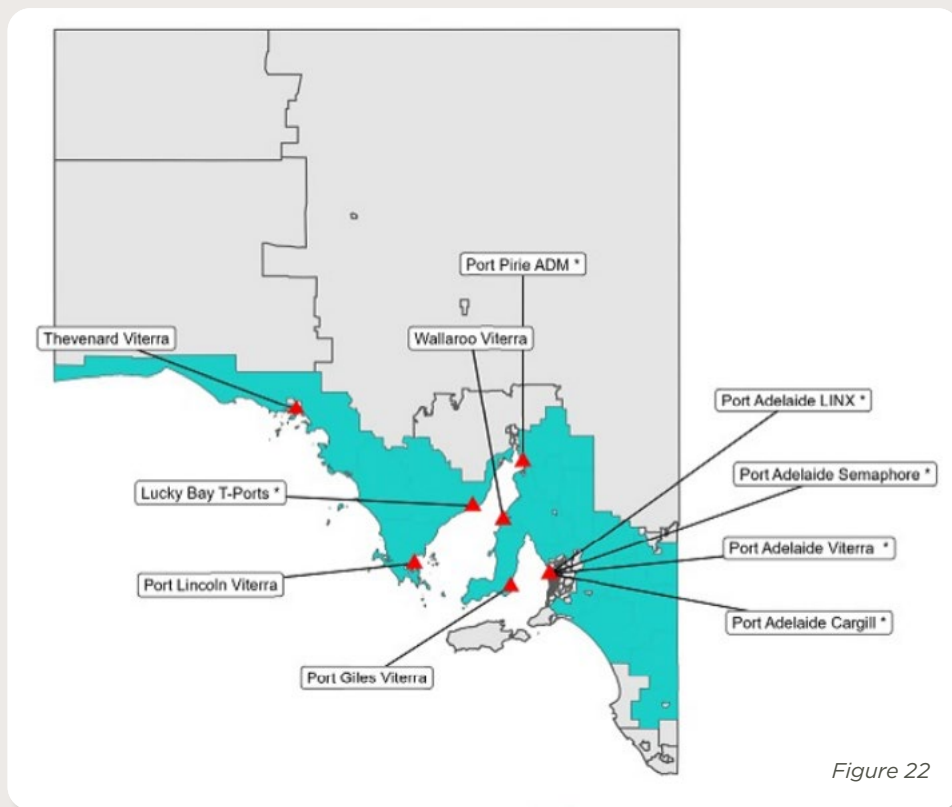 Port Pirie ADM *
Thevenard Viterra
Wallaroo Viterra
Port Adelaide LINX *
Port Adelaide Semaphore *
Lucky Bay T-Ports *
Port Adelaide Viterra *
Port Lincoln Viterra
Port Adelaide Cargill *
Port Giles Viterra
Figure 22